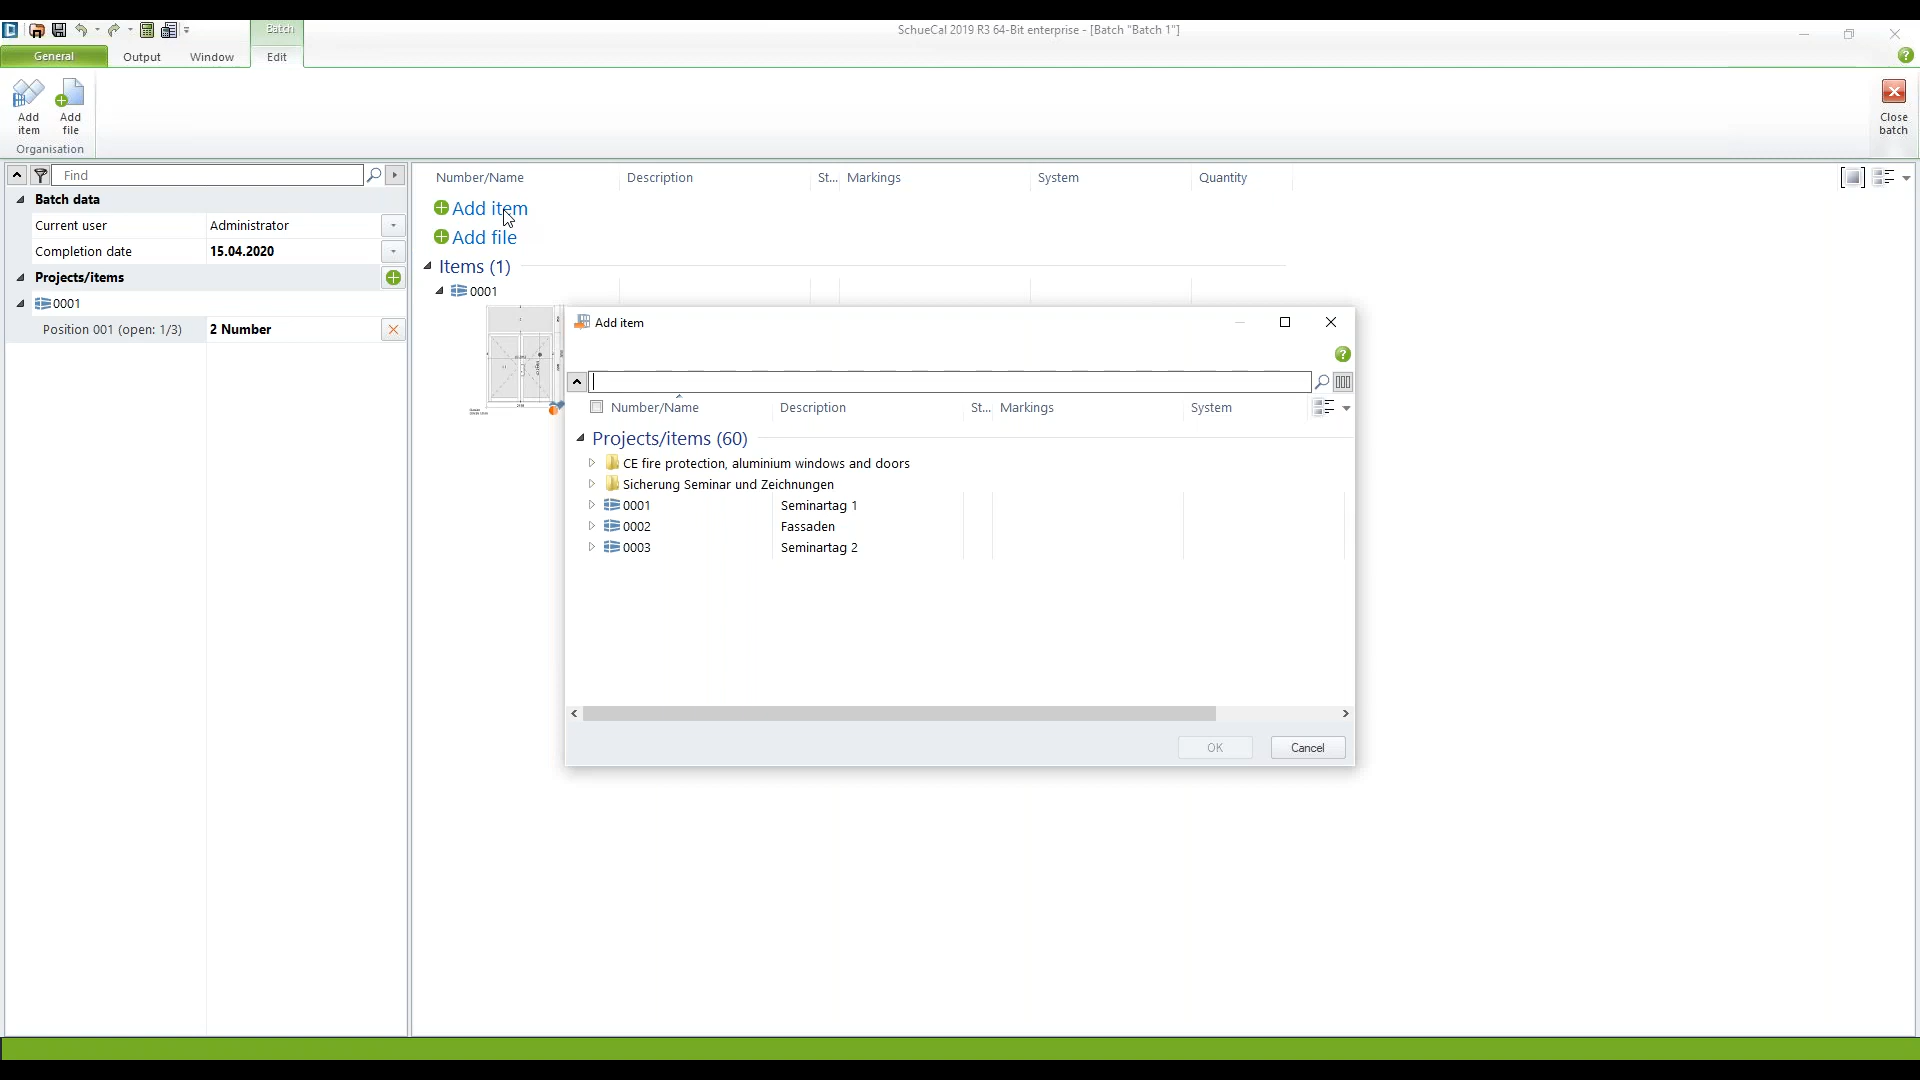 Batch
SchueCal 2019 R3 64-Bit enterprise - [Batch "Batch 1"]
General
Output
Window
Edit
Add item
Add file
Organisation
Close batch
Find
Batch data
Current user Administrator
Completion date 15.04.2020
Projects/items
0001
Position 001 (open: 1/3) 2 Number
Number/Name Description St... Markings System Quantity
Add item
Add file
Items (1)
0001
Add item
Number/Name Description St... Markings System
Projects/items (60)
CE fire protection, aluminium windows and doors
Sicherung Seminar und Zeichnungen
0001 Seminartag 1
0002 Fassaden
0003 Seminartag 2
OK Cancel